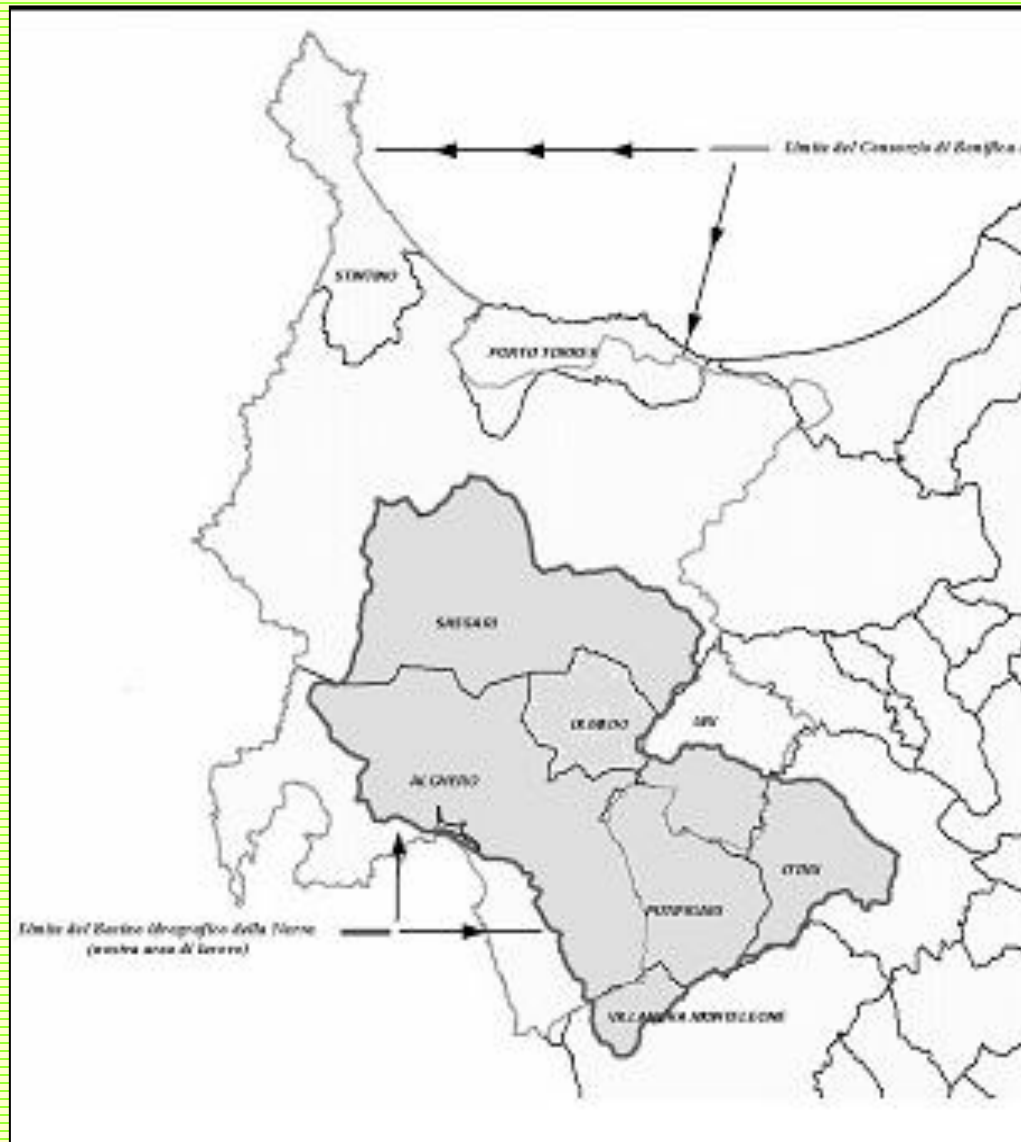 Limite del Consorzio di Bonifica
STINTINO
PORTO TORRES
SASSARI
OLMEDO
URI
ALGHERO
ITTIRI
PUTIFIGARI
Limite del Bacino Idrografico della Nurra
(nostra area di lavoro)
VILLANOVA MONTELEONE